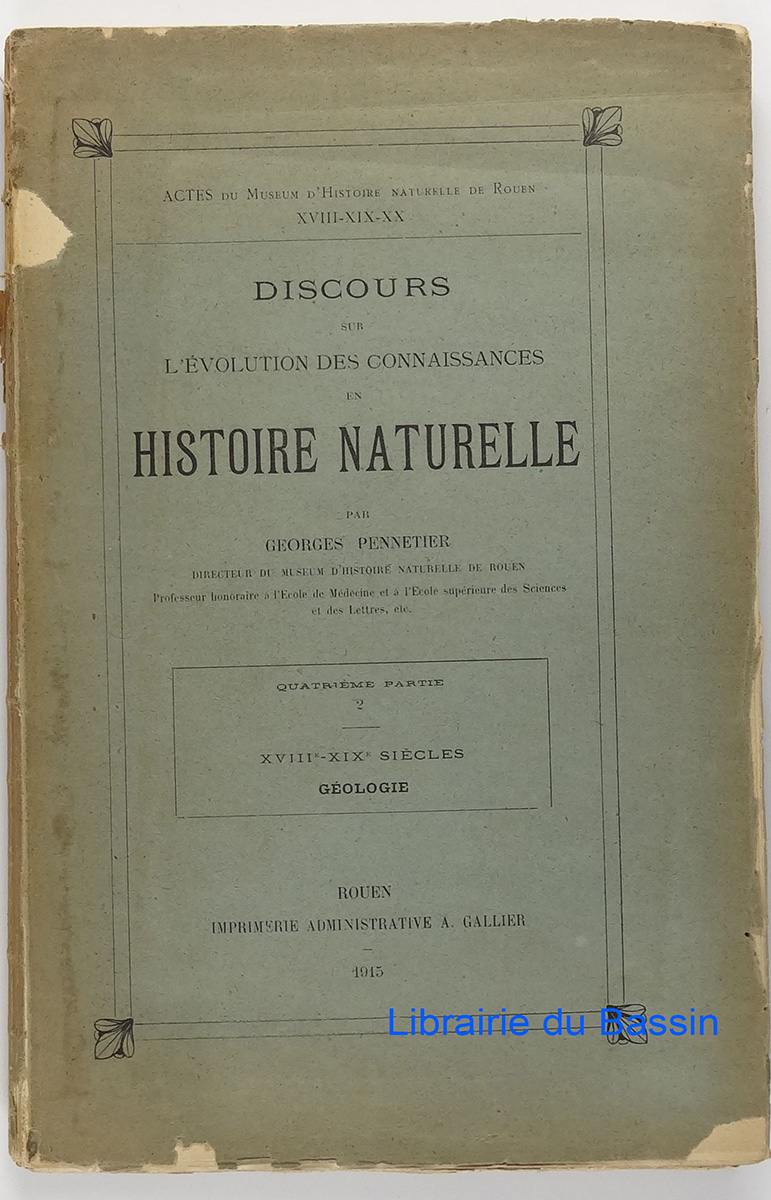 ACTES DU MUSEUM D'HISTOIRE NATURELLE DE ROUEN
XVIII-XIX-XX
DISCOURS
SUR
L'ÉVOLUTION DES CONNAISSANCES
EN
HISTOIRE NATURELLE
PAR
GEORGES PENNETIER
DIRECTEUR DU MUSEUM D'HISTOIRE NATURELLE DE ROUEN
Professeur honoraire à l'Ecole de Médecine et à l'Ecole supérieure des Sciences
et des Lettres, etc.
QUATRIÈME PARTIE
2
XVIIIE-XIXE SIÈCLES
GÉOLOGIE
ROUEN
IMPRIMERIE ADMINISTRATIVE A. GALLIER
1915
Librairie du Bassin